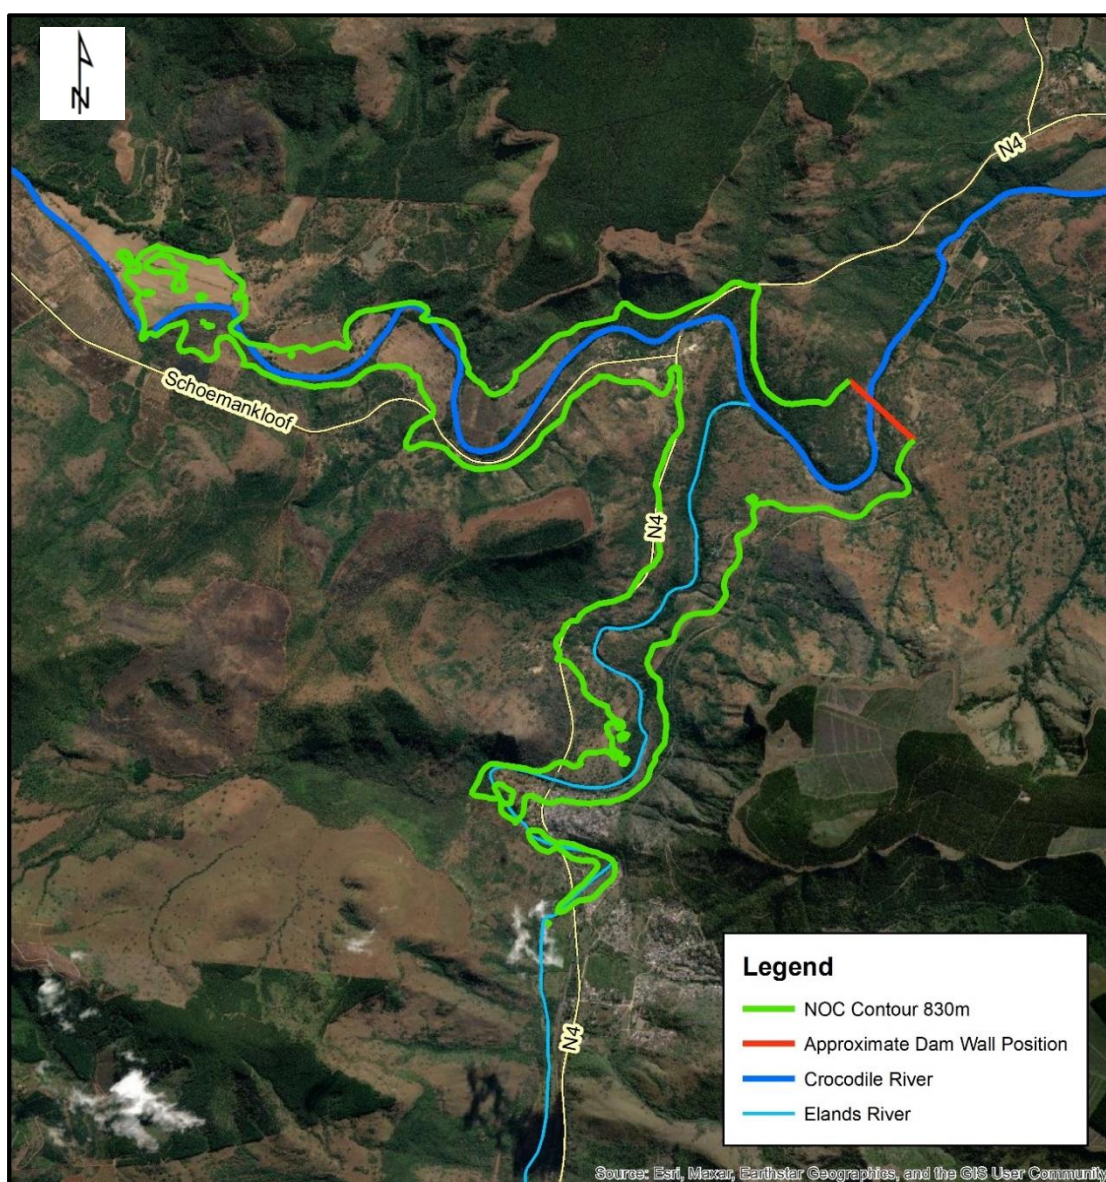 N
N4
Schoemankloof
N4
N4
Legend
NOC Contour 830m
Approximate Dam Wall Position
Crocodile River
Elands River
Source: Esri, Maxar, Earthstar Geographics, and the GIS User Community